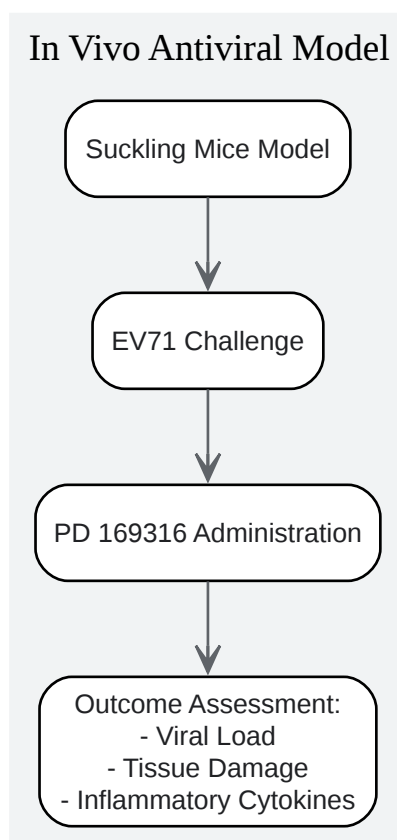 In Vivo Antiviral Model
Suckling Mice Model
EV71 Challenge
PD 169316 Administration
Outcome Assessment:
- Viral Load
- Tissue Damage
- Inflammatory Cytokines